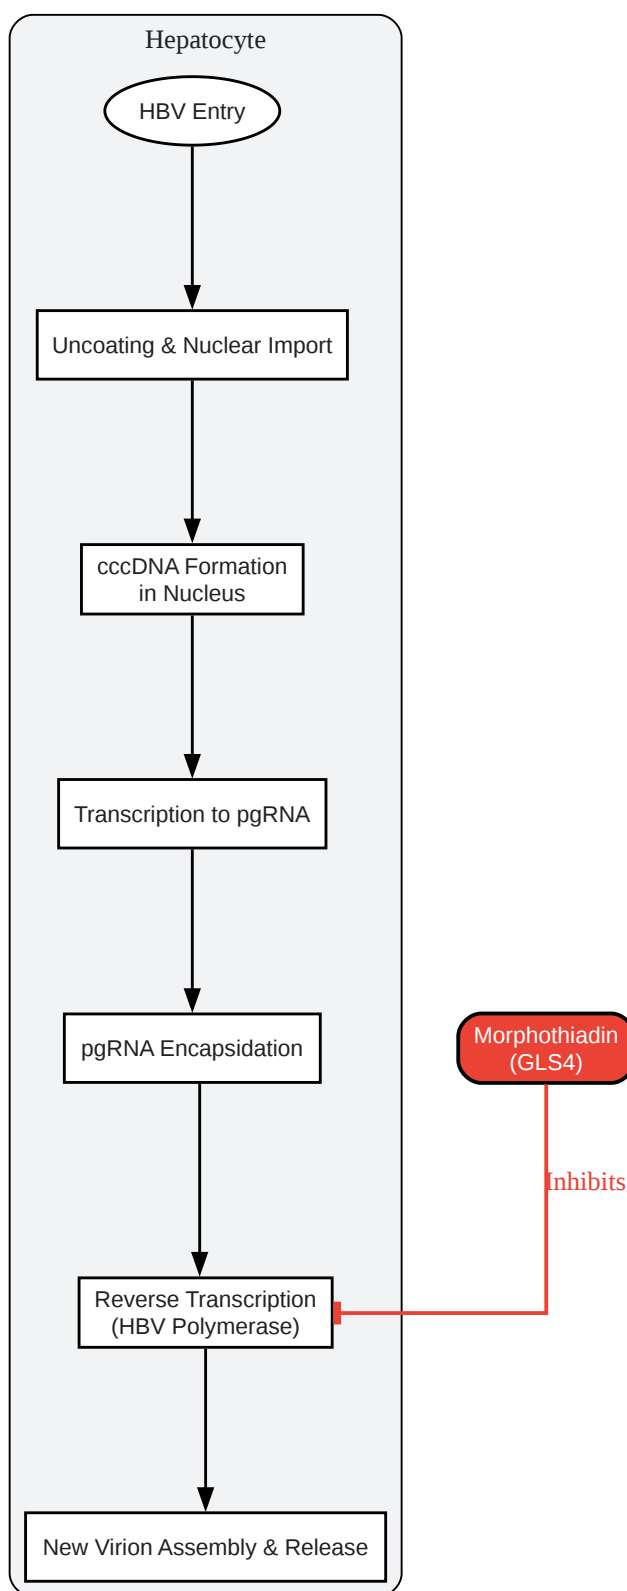 Hepatocyte
HBV Entry
Uncoating & Nuclear Import
cccDNA Formation
in Nucleus
Transcription to pgRNA
pgRNA Encapsidation
Morphothiadin
(GLS4)
Inhibits
Reverse Transcription
(HBV Polymerase)
New Virion Assembly & Release